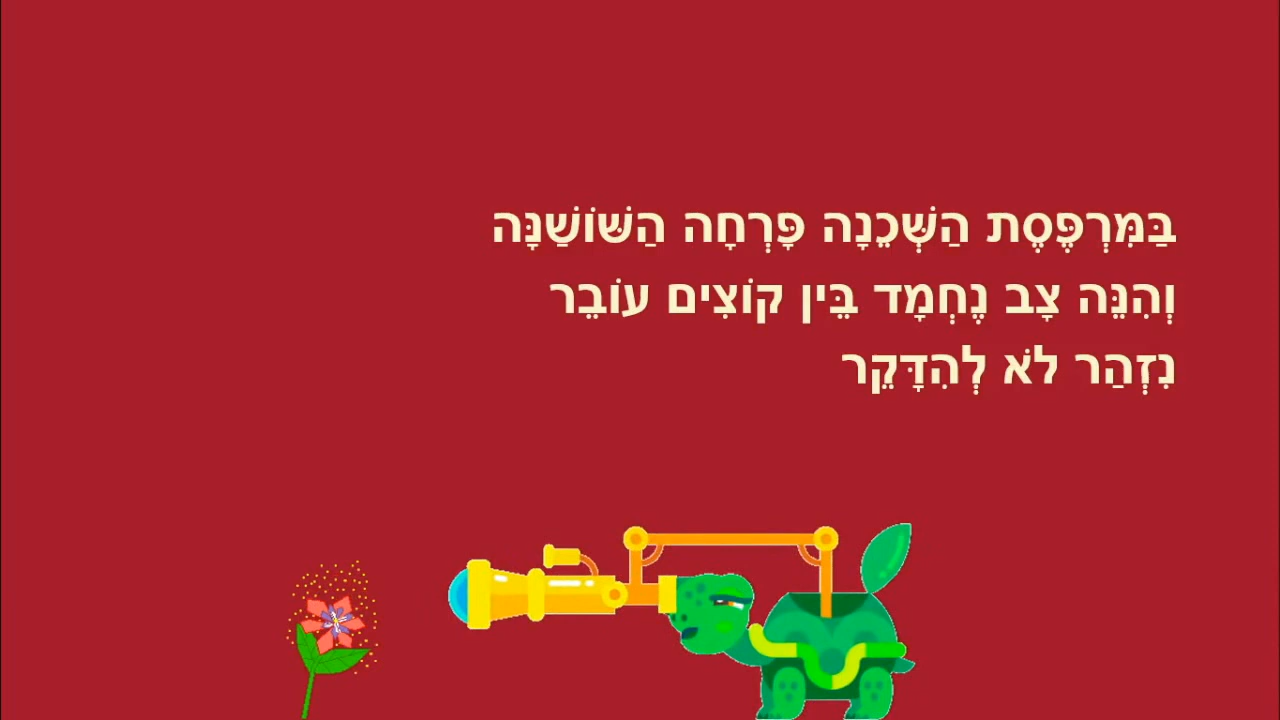 בַּמִּרְפֶּסֶת הַשְּׁכֵנָה פָּרְחָה הַשּׁוֹשַׁנָּה
וְהִנֵּה צָב נֶחְמָד בֵּין קוֹצִים עוֹבֵר
נִזְהַר לֹא לְהִדָּקֵר